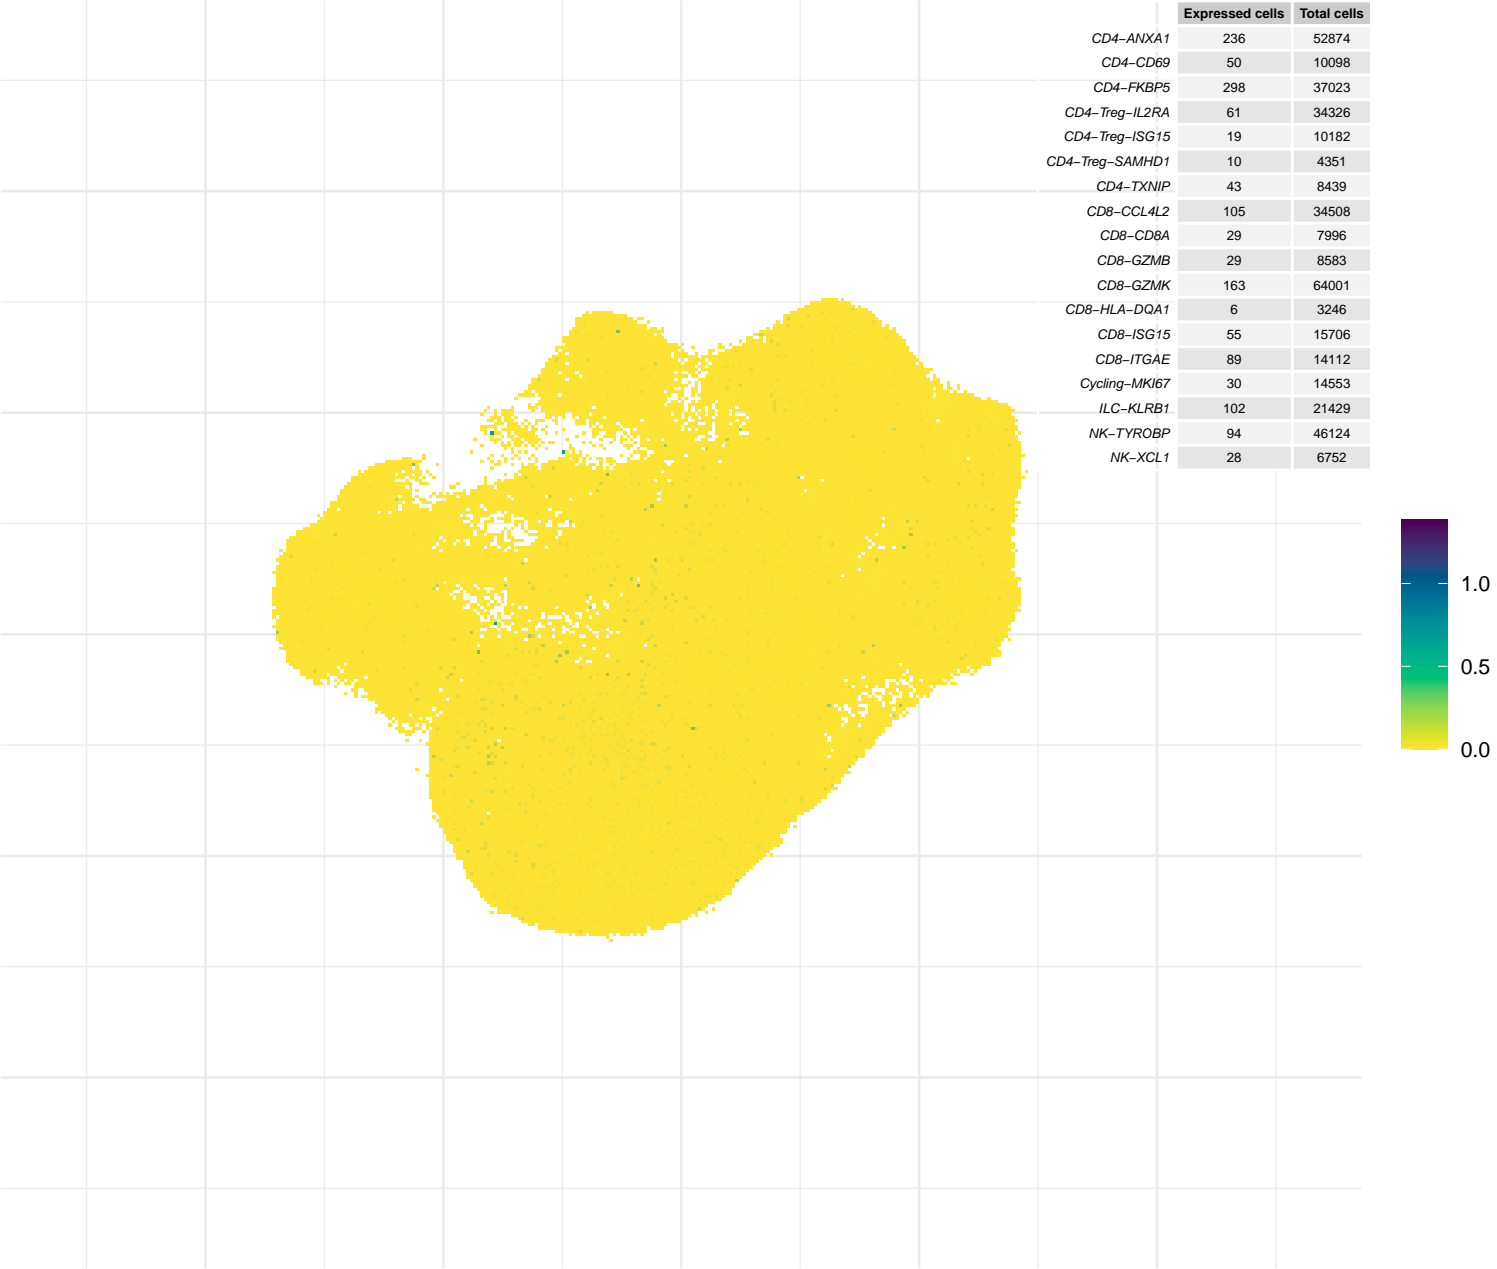 Expressed cells Total cells
CD4−ANXA1 236 52874
CD4−CD69 50 10098
CD4−FKBP5 298 37023
CD4−Treg−IL2RA 61 34326
CD4−Treg−ISG15 19 10182
CD4−Treg−SAMHD1 10 4351
CD4−TXNIP 43 8439
CD8−CCL4L2 105 34508
CD8−CD8A 29 7996
CD8−GZMB 29 8583
CD8−GZMK 163 64001
CD8−HLA−DQA1 6 3246
CD8−ISG15 55 15706
CD8−ITGAE 89 14112
Cycling−MKI67 30 14553
ILC−KLRB1 102 21429
NK−TYROBP 94 46124
NK−XCL1 28 6752
1.0
0.5
0.0